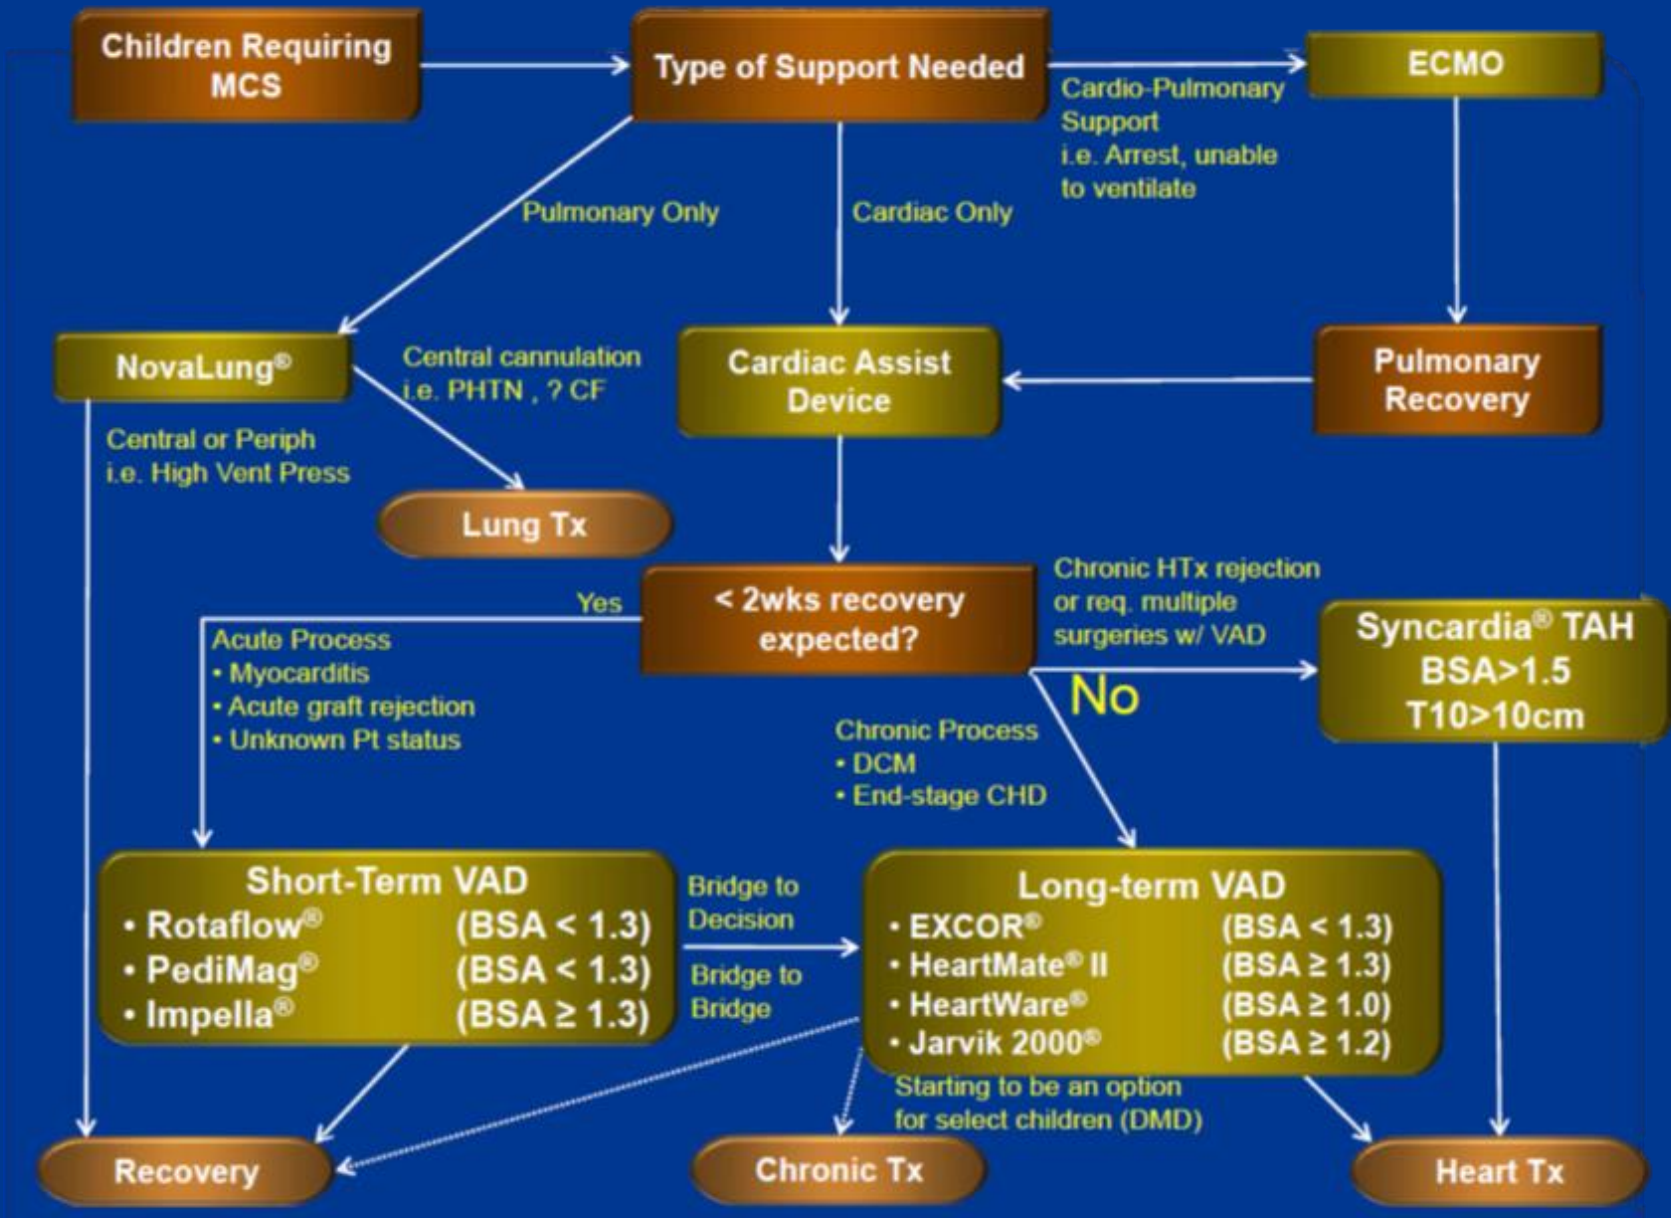 Children Requiring
MCS
Type of Support Needed
ECMO
Cardio-Pulmonary
Support
i.e. Arrest, unable
to ventilate
Pulmonary Only
Cardiac Only
NovaLung®
Central cannulation
i.e. PHTN , ? CF
Cardiac Assist
Device
Pulmonary
Recovery
Central or Periph
i.e. High Vent Press
Lung Tx
< 2wks recovery
expected?
Yes
Chronic HTx rejection
or req. multiple
surgeries w/ VAD
No
Syncardia® TAH
BSA>1.5
T10>10cm
Acute Process
• Myocarditis
• Acute graft rejection
• Unknown Pt status
Chronic Process
• DCM
• End-stage CHD
Short-Term VAD
• Rotaflow® (BSA < 1.3)
• PediMag® (BSA < 1.3)
• Impella® (BSA ≥ 1.3)
Bridge to
Decision
Bridge to
Bridge
Long-term VAD
• EXCOR® (BSA < 1.3)
• HeartMate® II (BSA ≥ 1.3)
• HeartWare® (BSA ≥ 1.0)
• Jarvik 2000® (BSA ≥ 1.2)
Starting to be an option
for select children (DMD)
Recovery
Chronic Tx
Heart Tx